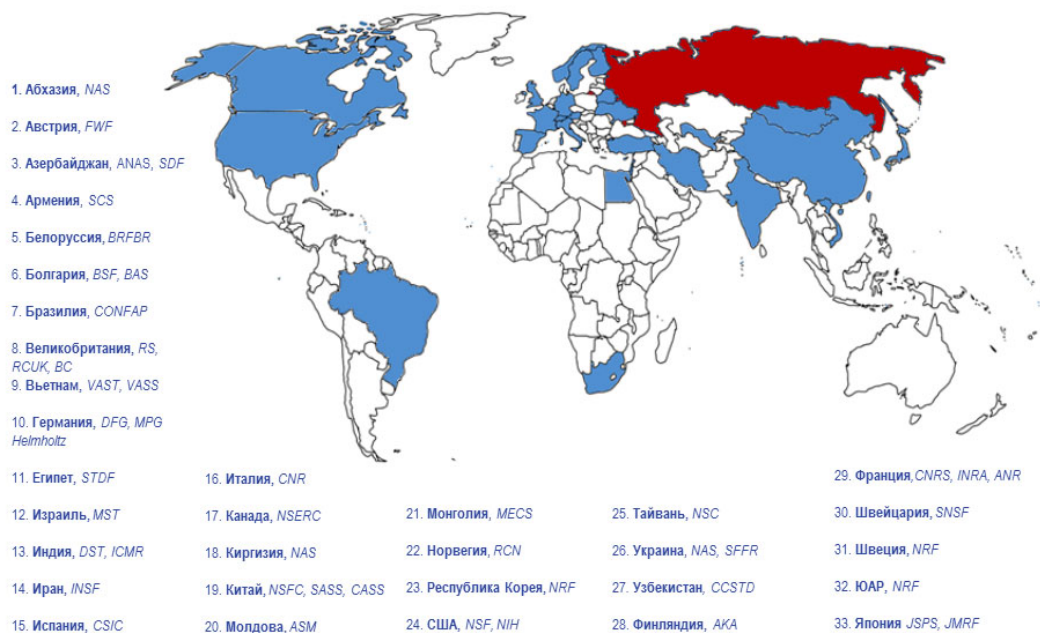 1. Абхазия, NAS
2. Австрия, FWF
3. Азербайджан, ANAS, SDF
4. Армения, SCS
5. Белоруссия, BRFBR
6. Болгария, BSF, BAS
7. Бразилия, CONFAP
8. Великобритания, RS,
RCUK, BC
9. Вьетнам, VAST, VASS
10. Германия, DFG, MPG
Helmholtz
11. Египет, STDF
12. Израиль, MST
13. Индия, DST, ICMR
14. Иран, INSF
15. Испания, CSIC
16. Италия, CNR
17. Канада, NSERC
18. Киргизия, NAS
19. Китай, NSFC, SASS, CASS
20. Молдова, ASM
21. Монголия, MECS
22. Норвегия, RCN
23. Республика Корея, NRF
24. США, NSF, NIH
25. Тайвань, NSC
26. Украина, NAS, SFFR
27. Узбекистан, CCSTD
28. Финляндия, AKA
29. Франция,CNRS, INRA, ANR
30. Швейцария, SNSF
31. Швеция, NRF
32. ЮАР, NRF
33. Япония JSPS, JMRF